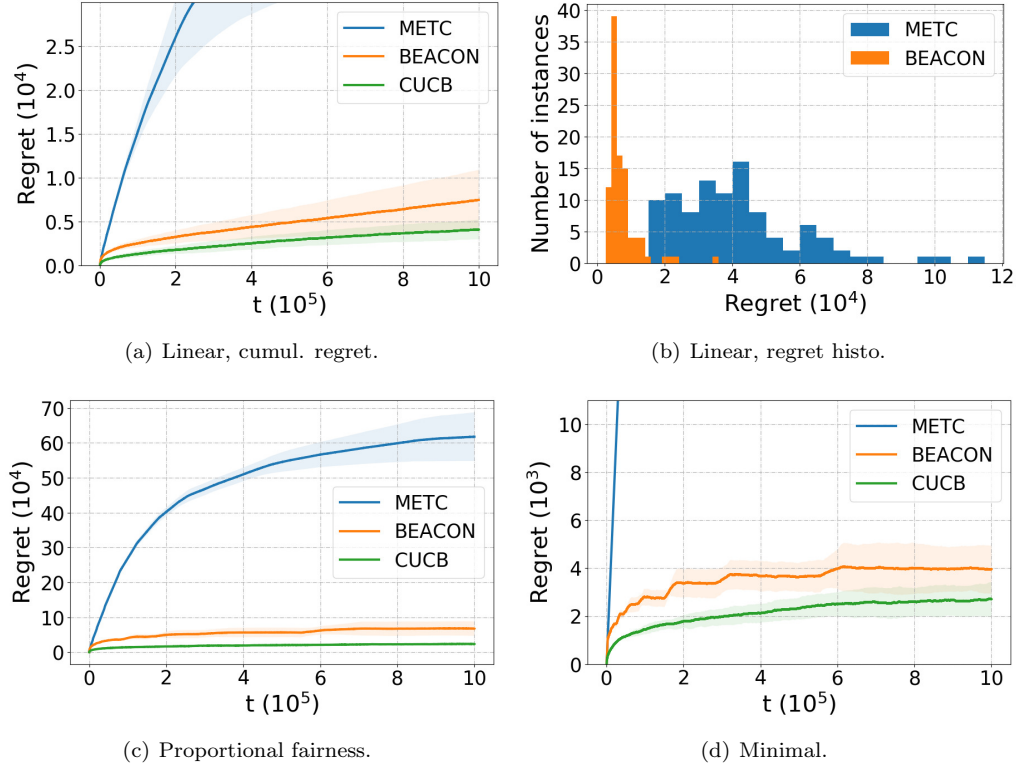 METC
BEACON
CUCB
Regret (10⁴)
2.5
2.0
1.5
1.0
0.5
0.0
0 2 4 6 8 10
t (10⁵)
(a) Linear, cumul. regret.
METC
BEACON
Number of instances
40
35
30
25
20
15
10
5
0
0 2 4 6 8 10 12
Regret (10⁴)
(b) Linear, regret histo.
METC
BEACON
CUCB
Regret (10⁴)
70
60
50
40
30
20
10
0
0 2 4 6 8 10
t (10⁵)
(c) Proportional fairness.
METC
BEACON
CUCB
Regret (10³)
10
8
6
4
2
0
0 2 4 6 8 10
t (10⁵)
(d) Minimal.